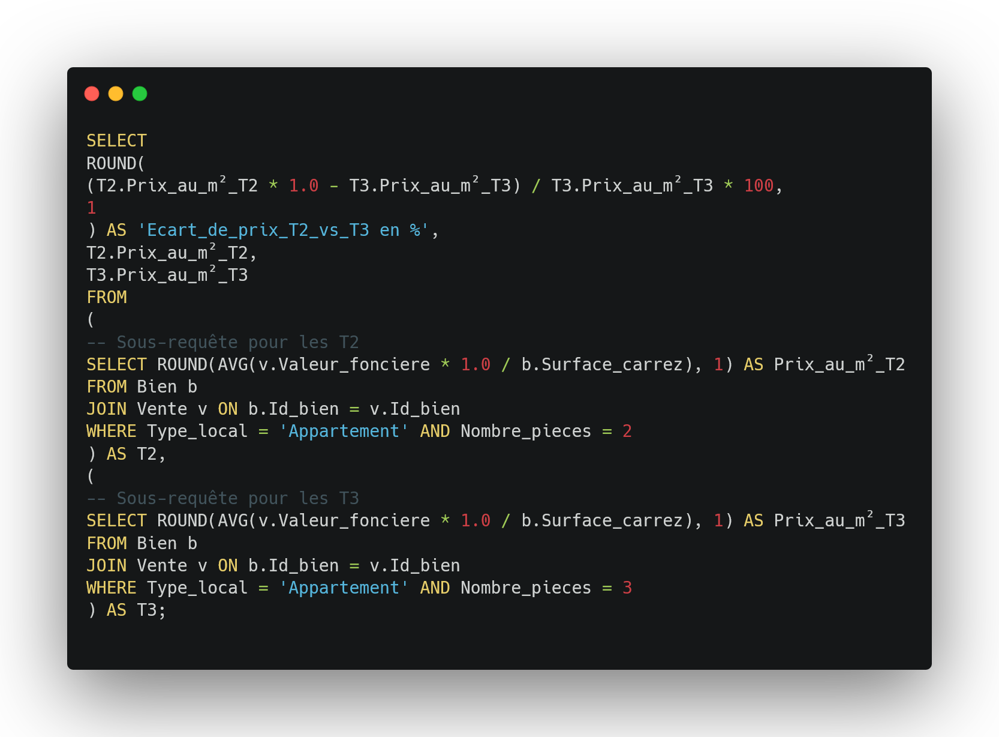 SELECT
ROUND(
(T2.Prix_au_m²_T2 * 1.0 - T3.Prix_au_m²_T3) / T3.Prix_au_m²_T3 * 100,
1
) AS 'Ecart_de_prix_T2_vs_T3 en %',
T2.Prix_au_m²_T2,
T3.Prix_au_m²_T3
FROM
(
-- Sous-requête pour les T2
SELECT ROUND(AVG(v.Valeur_fonciere * 1.0 / b.Surface_carrez), 1) AS Prix_au_m²_T2
FROM Bien b
JOIN Vente v ON b.Id_bien = v.Id_bien
WHERE Type_local = 'Appartement' AND Nombre_pieces = 2
) AS T2,
(
-- Sous-requête pour les T3
SELECT ROUND(AVG(v.Valeur_fonciere * 1.0 / b.Surface_carrez), 1) AS Prix_au_m²_T3
FROM Bien b
JOIN Vente v ON b.Id_bien = v.Id_bien
WHERE Type_local = 'Appartement' AND Nombre_pieces = 3
) AS T3;